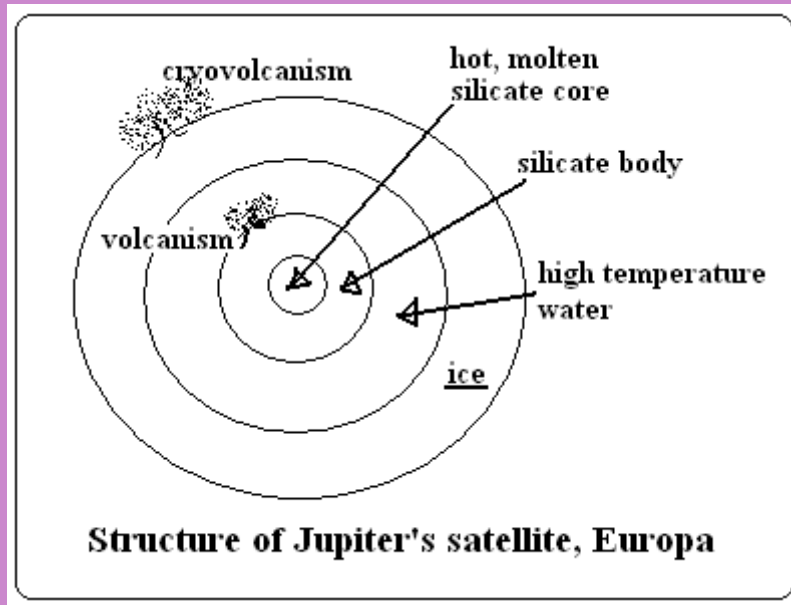 cryovolcanism
hot, molten
silicate core
silicate body
volcanism
high temperature
water
ice
Structure of Jupiter's satellite, Europa